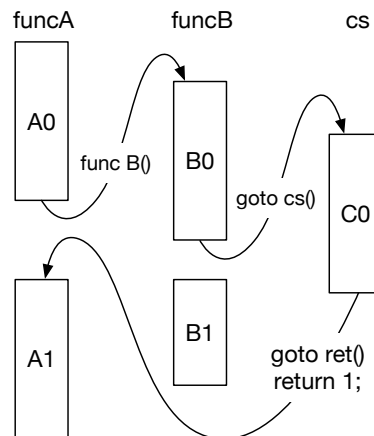 funcA funcB cs
A0
func B()
B0
goto cs()
C0
A1
B1
goto ret()
return 1;